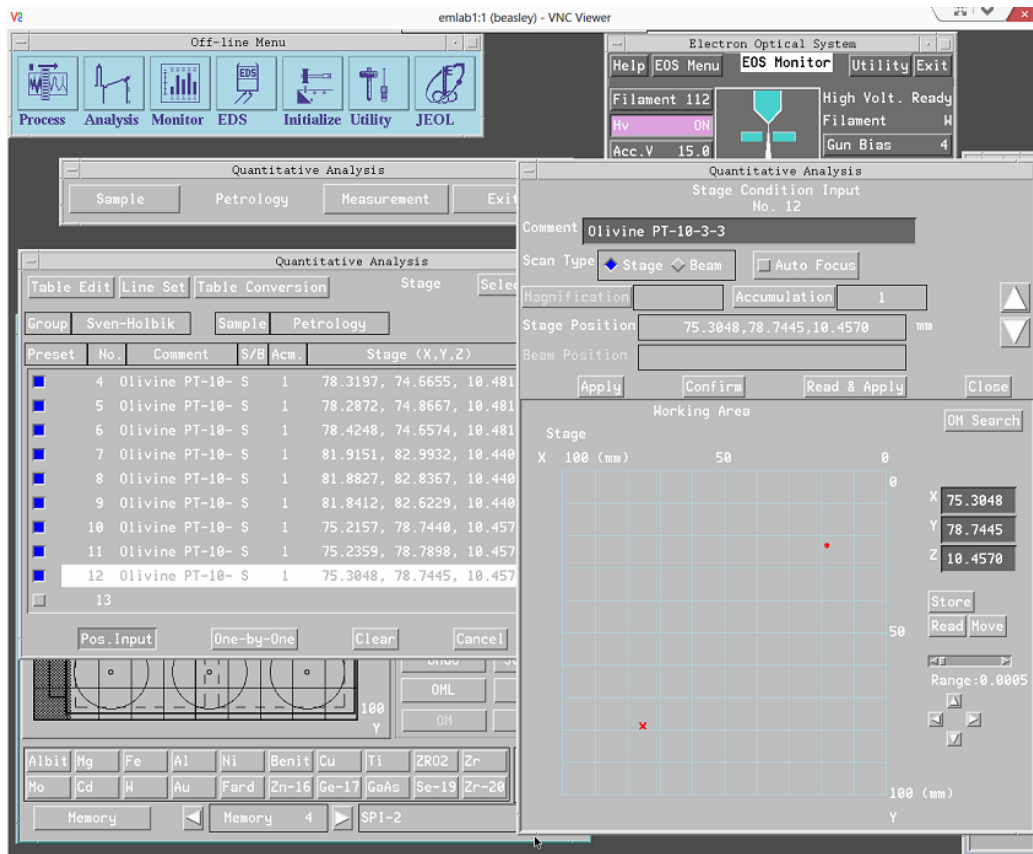 emlab1:1 (beasley) - VNC Viewer
Off-line Menu
EDS
Process Analysis Monitor EDS Initialize Utility JEOL
Electron Optical System
Help EOS Menu EOS Monitor Utility Exit
Filament 112
Hv ON
Acc.V 15.0
High Volt. Ready
Filament W
Gun Bias 4
Quantitative Analysis
Sample Petrology Measurement Exit
Quantitative Analysis
Table Edit Line Set Table Conversion Stage
Group Sven-Holbik Sample Petrology
Preset No. Comment S/B Acm. Stage (X,Y,Z)
4 Olivine PT-10- S 1 78.3197, 74.6655, 10.481
5 Olivine PT-10- S 1 78.2872, 74.8667, 10.481
6 Olivine PT-10- S 1 78.4248, 74.6574, 10.481
7 Olivine PT-10- S 1 81.9151, 82.9932, 10.440
8 Olivine PT-10- S 1 81.8827, 82.8367, 10.440
9 Olivine PT-10- S 1 81.8412, 82.6229, 10.440
10 Olivine PT-10- S 1 75.2157, 78.7440, 10.457
11 Olivine PT-10- S 1 75.2359, 78.7898, 10.457
12 Olivine PT-10- S 1 75.3048, 78.7445, 10.457
13
Pos.Input One-by-One Clear Cancel
OML
OM
100
Y
Albit Mg Fe Al Ni Benit Cu Ti ZRO2 Zr
Mo Cd W Au Fard Zn-16 Ge-17 GaAs Se-19 Zr-20
Memory Memory 4 SPI-2
Quantitative Analysis
Stage Condition Input
No. 12
Comment Olivine PT-10-3-3
Scan Type Stage Beam Auto Focus
Magnification Accumulation 1
Stage Position 75.3048,78.7445,10.4570 mm
Beam Position
Apply Confirm Read & Apply Close
Working Area
OM Search
Stage
X 100 (mm) 50 0
0
50
100 (mm)
Y
X 75.3048
Y 78.7445
Z 10.4570
Store
Read Move
Range:0.0005